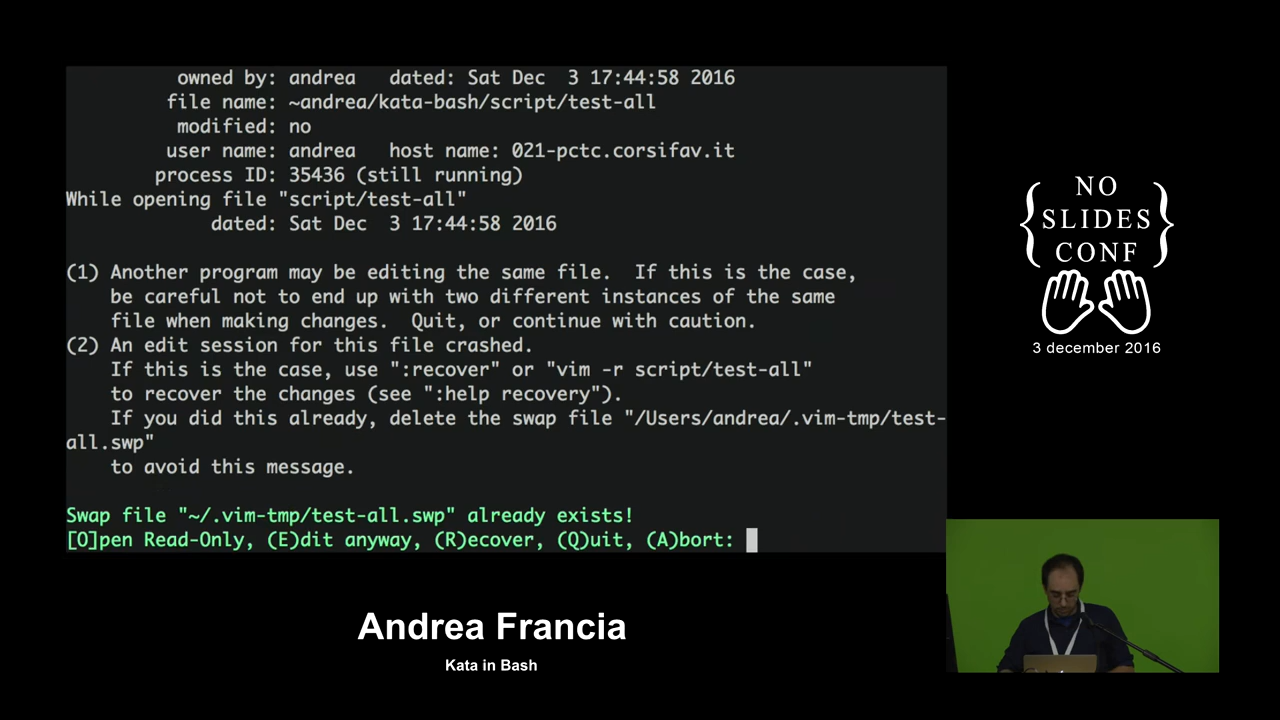 owned by: andrea   dated: Sat Dec  3 17:44:58 2016
file name: ~andrea/kata-bash/script/test-all
modified: no
user name: andrea   host name: 021-pctc.corsifav.it
process ID: 35436 (still running)
While opening file "script/test-all"
dated: Sat Dec  3 17:44:58 2016
(1) Another program may be editing the same file.  If this is the case,
be careful not to end up with two different instances of the same
file when making changes.  Quit, or continue with caution.
(2) An edit session for this file crashed.
If this is the case, use ":recover" or "vim -r script/test-all"
to recover the changes (see ":help recovery").
If you did this already, delete the swap file "/Users/andrea/.vim-tmp/test-
all.swp"
to avoid this message.
Swap file "~/.vim-tmp/test-all.swp" already exists!
[O]pen Read-Only, (E)dit anyway, (R)ecover, (Q)uit, (A)bort:
NO
SLIDES
CONF
3 december 2016
Andrea Francia
Kata in Bash